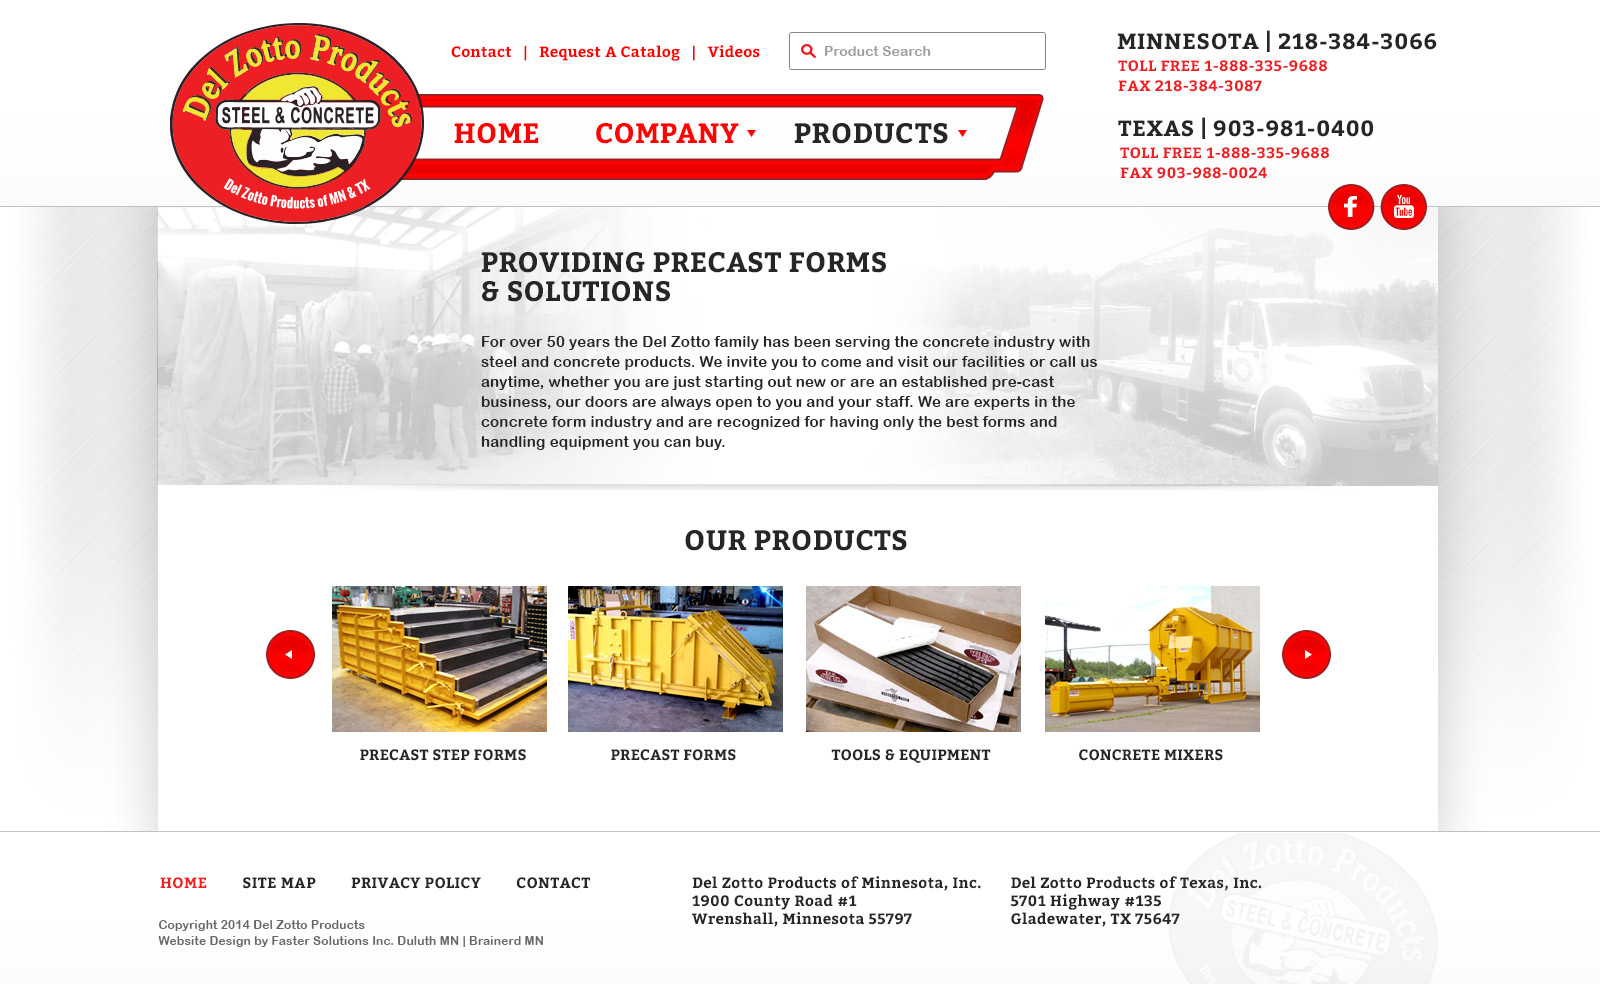 Del Zotto Products
STEEL & CONCRETE
Del Zotto Products of MN & TX
Contact | Request A Catalog | Videos
Product Search
MINNESOTA | 218-384-3066
TOLL FREE 1-888-335-9688
FAX 218-384-3087
TEXAS | 903-981-0400
TOLL FREE 1-888-335-9688
FAX 903-988-0024
HOME COMPANY PRODUCTS
You
Tube
PROVIDING PRECAST FORMS
& SOLUTIONS
For over 50 years the Del Zotto family has been serving the concrete industry with
steel and concrete products. We invite you to come and visit our facilities or call us
anytime, whether you are just starting out new or are an established pre-cast
business, our doors are always open to you and your staff. We are experts in the
concrete form industry and are recognized for having only the best forms and
handling equipment you can buy.
OUR PRODUCTS
PRECAST STEP FORMS
PRECAST FORMS
TOOLS & EQUIPMENT
CONCRETE MIXERS
HOME SITE MAP PRIVACY POLICY CONTACT
Copyright 2014 Del Zotto Products
Website Design by Faster Solutions Inc. Duluth MN | Brainerd MN
Del Zotto Products of Minnesota, Inc.
1900 County Road #1
Wrenshall, Minnesota 55797
Del Zotto Products of Texas, Inc.
5701 Highway #135
Gladewater, TX 75647
Del Zotto Products
STEEL & CONCRETE